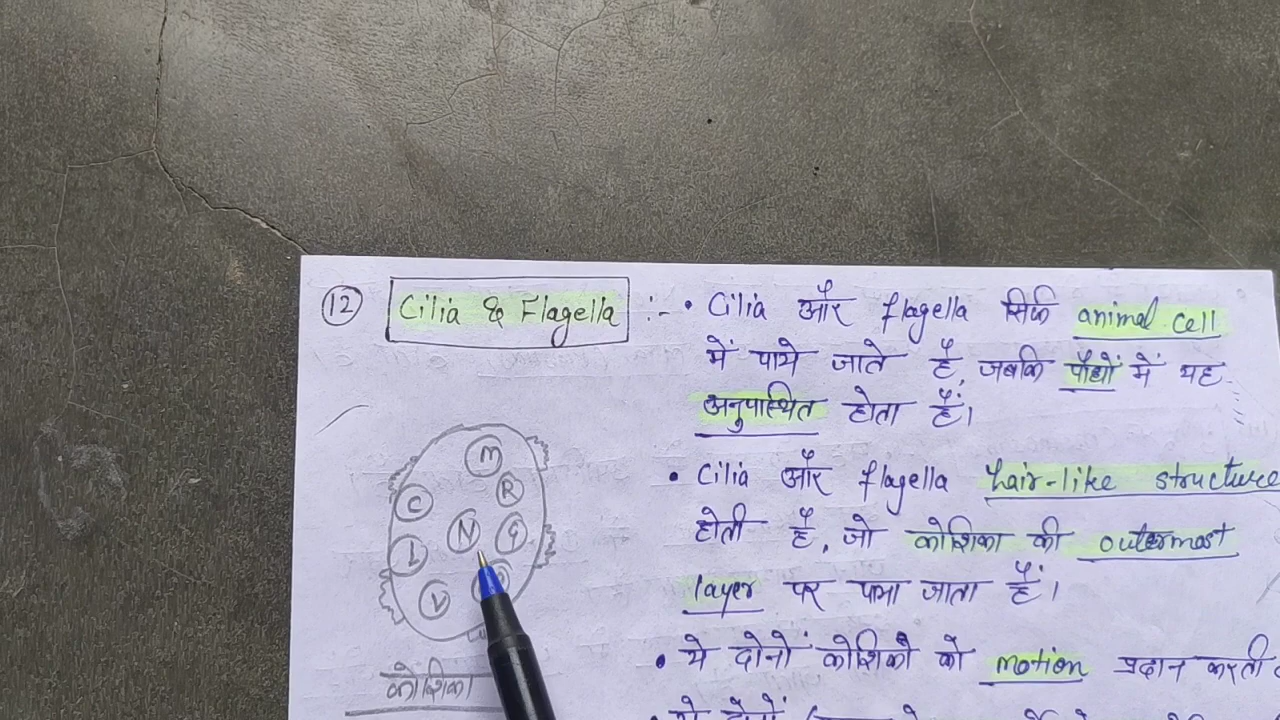 12 Cilia & Flagella :- • Cilia और flagella सिर्फ animal cell
में पाये जाते है, जबकि पौधों में यह
अनुपास्थित होता हैं।
• Cilia और flagella hair-like structure
होती है, जो कोशिका की outermost
layer पर पाया जाता हैं।
• ये दोनों कोशिको को motion प्रदान करती
• ये दोनों
M
C
R
N
G
L
V
कोशिका